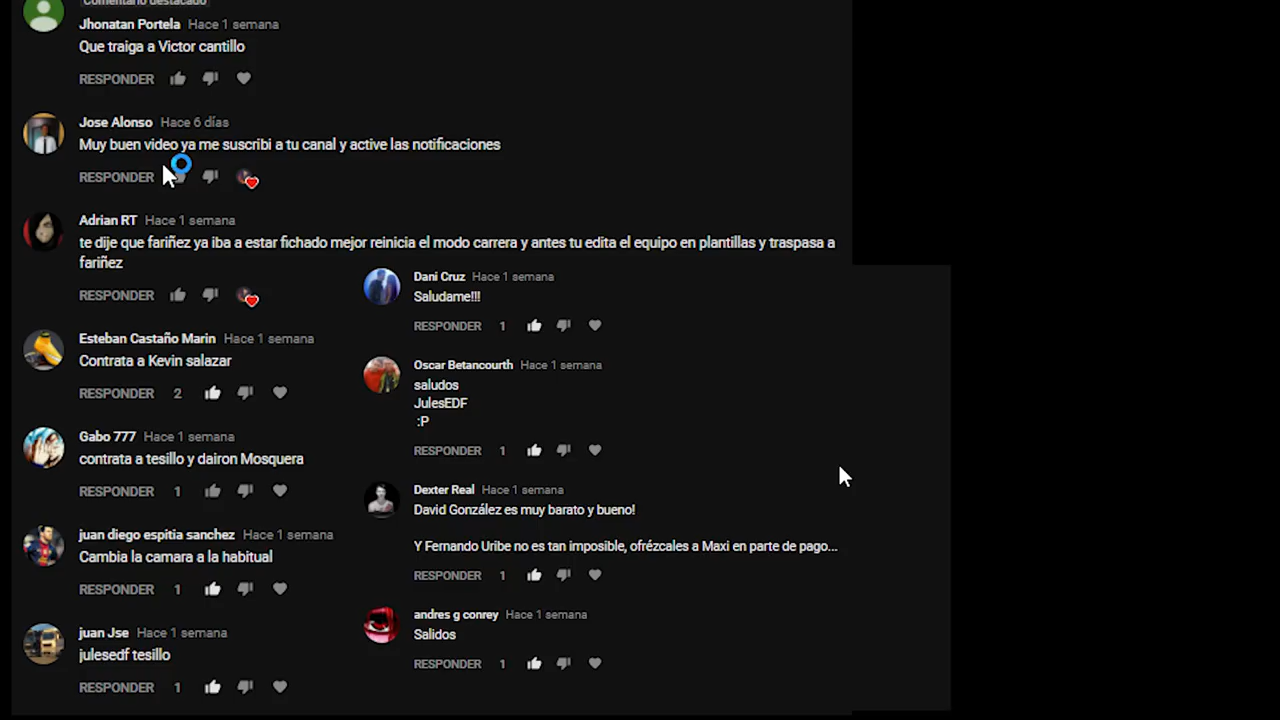 Comentario destacado
Jhonatan Portela Hace 1 semana
Que traiga a Victor cantillo
RESPONDER
Jose Alonso Hace 6 días
Muy buen video ya me suscribi a tu canal y active las notificaciones
RESPONDER
Adrian RT Hace 1 semana
te dije que fariñez ya iba a estar fichado mejor reinicia el modo carrera y antes tu edita el equipo en plantillas y traspasa a
fariñez
RESPONDER
Esteban Castaño Marin Hace 1 semana
Contrata a Kevin salazar
RESPONDER 2
Gabo 777 Hace 1 semana
contrata a tesillo y dairon Mosquera
RESPONDER 1
juan diego espitia sanchez Hace 1 semana
Cambia la camara a la habitual
RESPONDER 1
juan Jse Hace 1 semana
julesedf tesillo
RESPONDER 1
Dani Cruz Hace 1 semana
Saludame!!!
RESPONDER 1
Oscar Betancourth Hace 1 semana
saludos
JulesEDF
:P
RESPONDER 1
Dexter Real Hace 1 semana
David González es muy barato y bueno!
Y Fernando Uribe no es tan imposible, ofrézcales a Maxi en parte de pago...
RESPONDER 1
andres g conrey Hace 1 semana
Salidos
RESPONDER 1